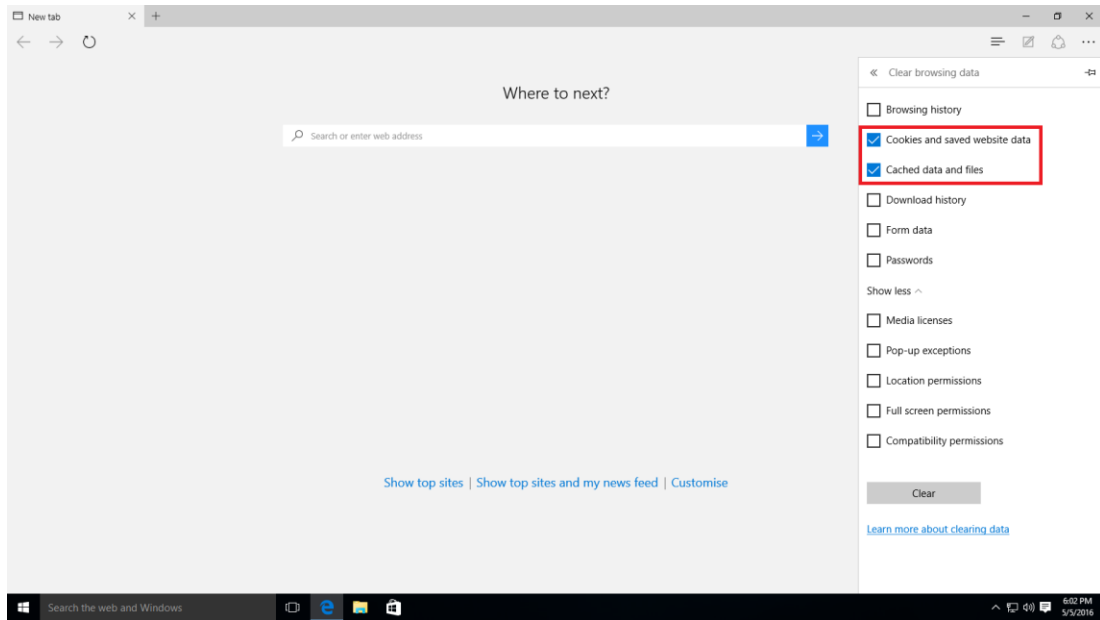 New tab
Clear browsing data
Where to next?
Search or enter web address
Browsing history
Cookies and saved website data
Cached data and files
Download history
Form data
Passwords
Show less
Media licenses
Pop-up exceptions
Location permissions
Full screen permissions
Compatibility permissions
Show top sites | Show top sites and my news feed | Customise
Clear
Learn more about clearing data
Search the web and Windows
6:02 PM
5/5/2016